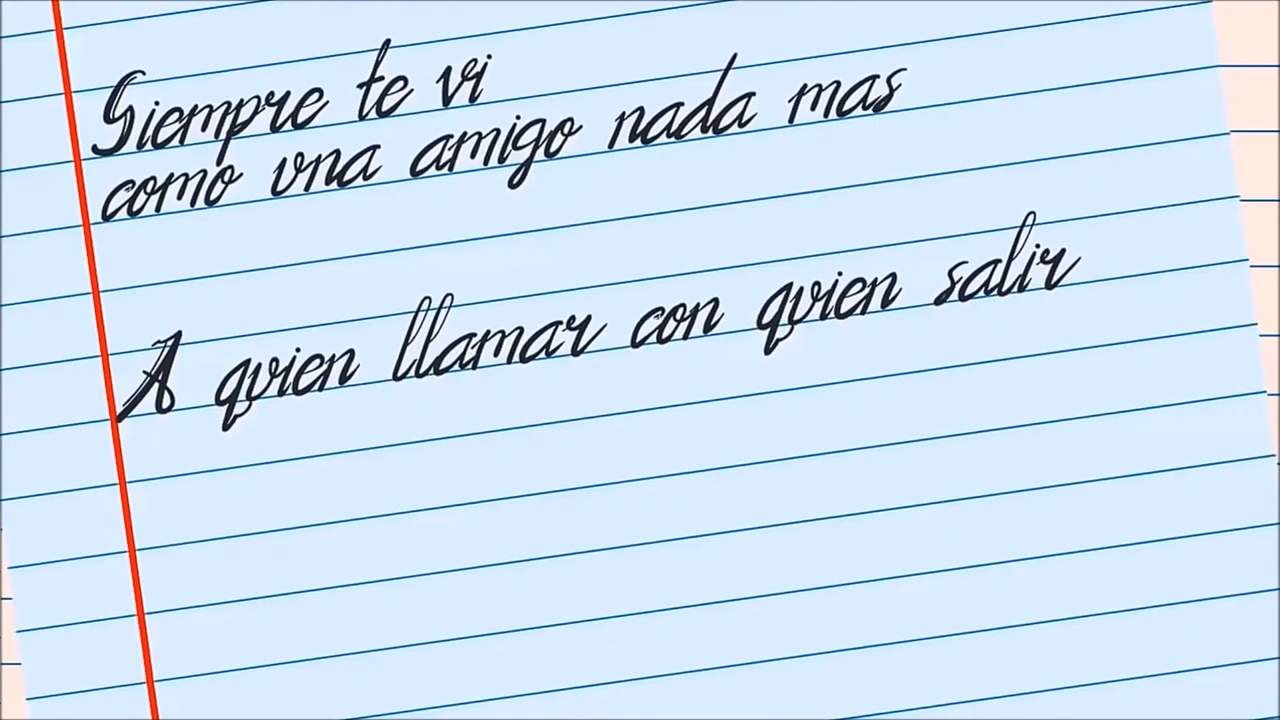 Siempre te vi
como una amigo nada mas
A quien llamar con quien salir